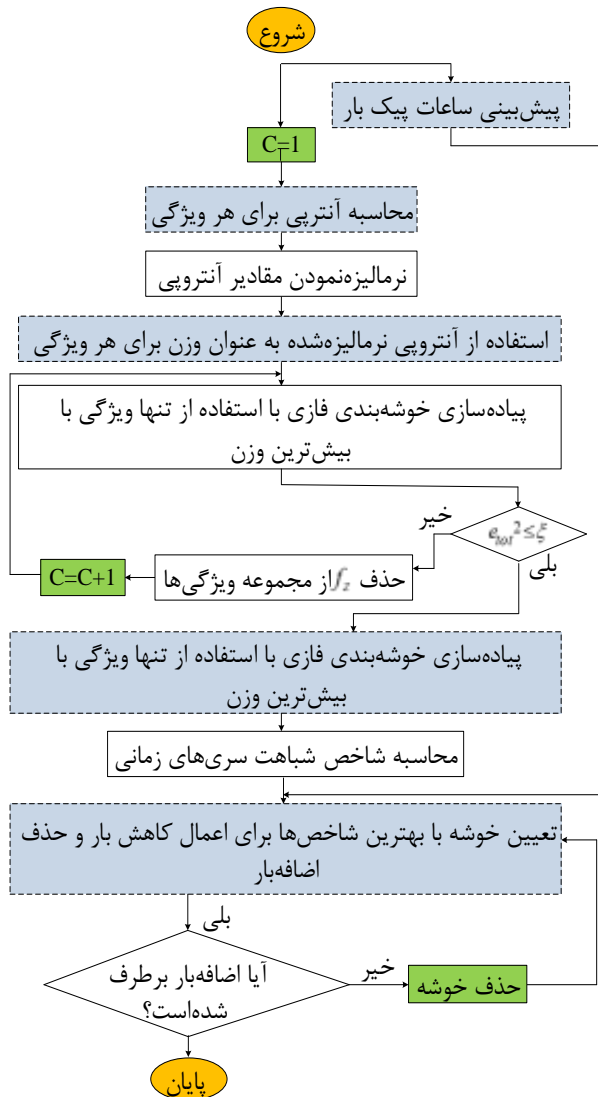 شروع
پیش‌بینی ساعات پیک بار
C=1
محاسبه آنترپی برای هر ویژگی
نرمالیزه‌نمودن مقادیر آنتروپی
استفاده از آنتروپی نرمالیزه‌شده به عنوان وزن برای هر ویژگی
پیاده‌سازی خوشه‌بندی فازی با استفاده از تنها ویژگی با
بیش‌ترین وزن
خیر
e_tot²≤ξ
بلی
حذف f_z از مجموعه ویژگی‌ها
C=C+1
پیاده‌سازی خوشه‌بندی فازی با استفاده از تنها ویژگی با
بیش‌ترین وزن
محاسبه شاخص شباهت سری‌های زمانی
تعیین خوشه با بهترین شاخص‌ها برای اعمال کاهش بار و حذف
اضافه‌بار
بلی
آیا اضافه‌بار برطرف
شده‌است؟
خیر
حذف خوشه
پایان